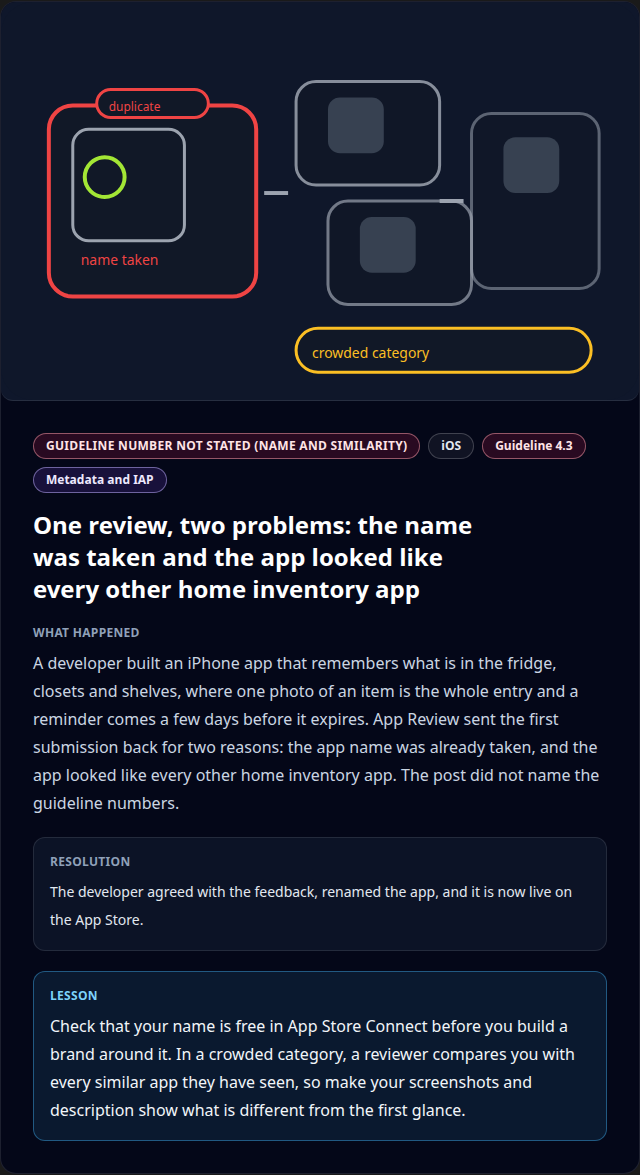 duplicate
name taken
crowded category
GUIDELINE NUMBER NOT STATED (NAME AND SIMILARITY)
iOS
Guideline 4.3
Metadata and IAP
One review, two problems: the name
was taken and the app looked like
every other home inventory app
WHAT HAPPENED
A developer built an iPhone app that remembers what is in the fridge,
closets and shelves, where one photo of an item is the whole entry and a
reminder comes a few days before it expires. App Review sent the first
submission back for two reasons: the app name was already taken, and the
app looked like every other home inventory app. The post did not name the
guideline numbers.
RESOLUTION
The developer agreed with the feedback, renamed the app, and it is now live on
the App Store.
LESSON
Check that your name is free in App Store Connect before you build a
brand around it. In a crowded category, a reviewer compares you with
every similar app they have seen, so make your screenshots and
description show what is different from the first glance.